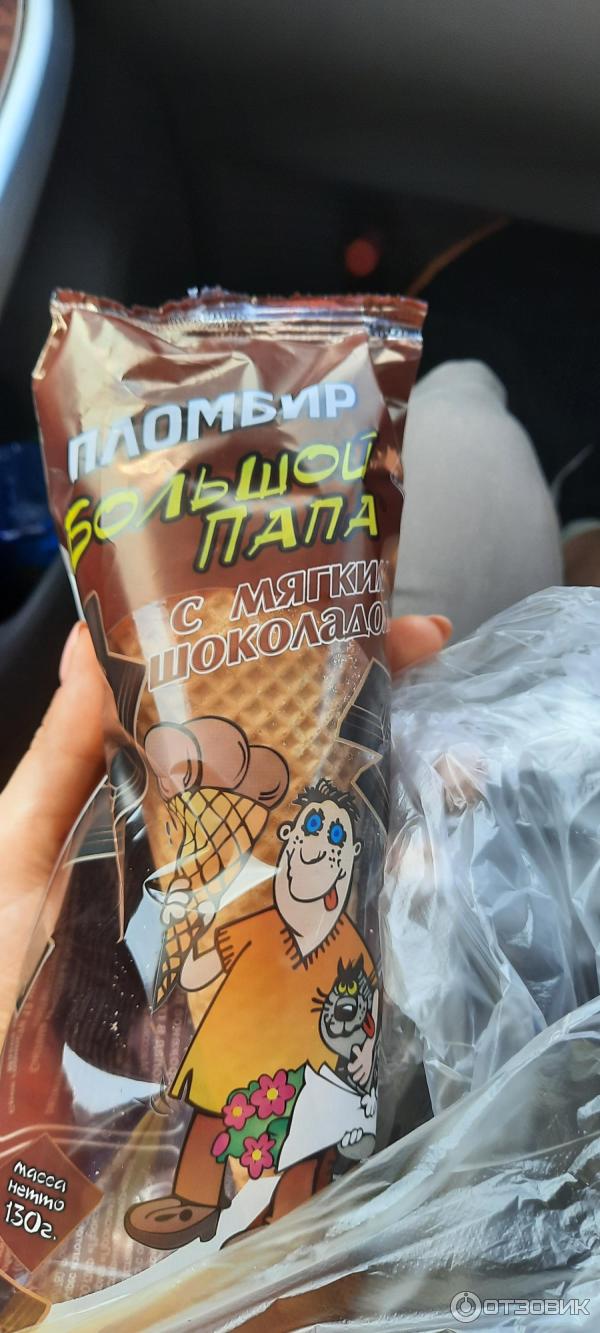 ПЛОМБИР
БОЛЬШОЙ
ПАПА
с мягким
шоколадом
масса
нетто
130г.
ОТЗОВИК